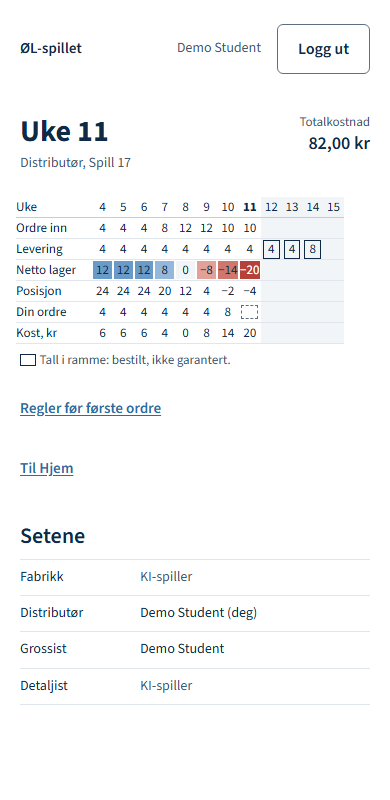 ØL-spillet Demo Student Logg ut
Uke 11 Totalkostnad
82,00 kr
Distributør, Spill 17
Uke 4 5 6 7 8 9 10 11 12 13 14 15
Ordre inn 4 4 4 8 12 12 10 10
Levering 4 4 4 4 4 4 4 4 4 4 8
Netto lager 12 12 12 8 0 −8 −14 −20
Posisjon 24 24 24 20 12 4 −2 −4
Din ordre 4 4 4 4 4 4 8
Kost, kr 6 6 6 4 0 8 14 20
Tall i ramme: bestilt, ikke garantert.
Regler før første ordre
Til Hjem
Setene
Fabrikk KI-spiller
Distributør Demo Student (deg)
Grossist Demo Student
Detaljist KI-spiller